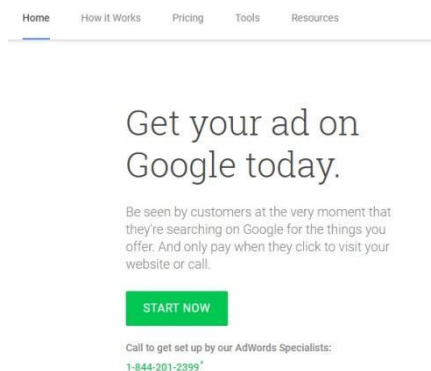 Home How it Works Pricing Tools Resources
Get your ad on
Google today.
Be seen by customers at the very moment that
they're searching on Google for the things you
offer. And only pay when they click to visit your
website or call.
START NOW
Call to get set up by our AdWords Specialists:
1-844-201-2399*